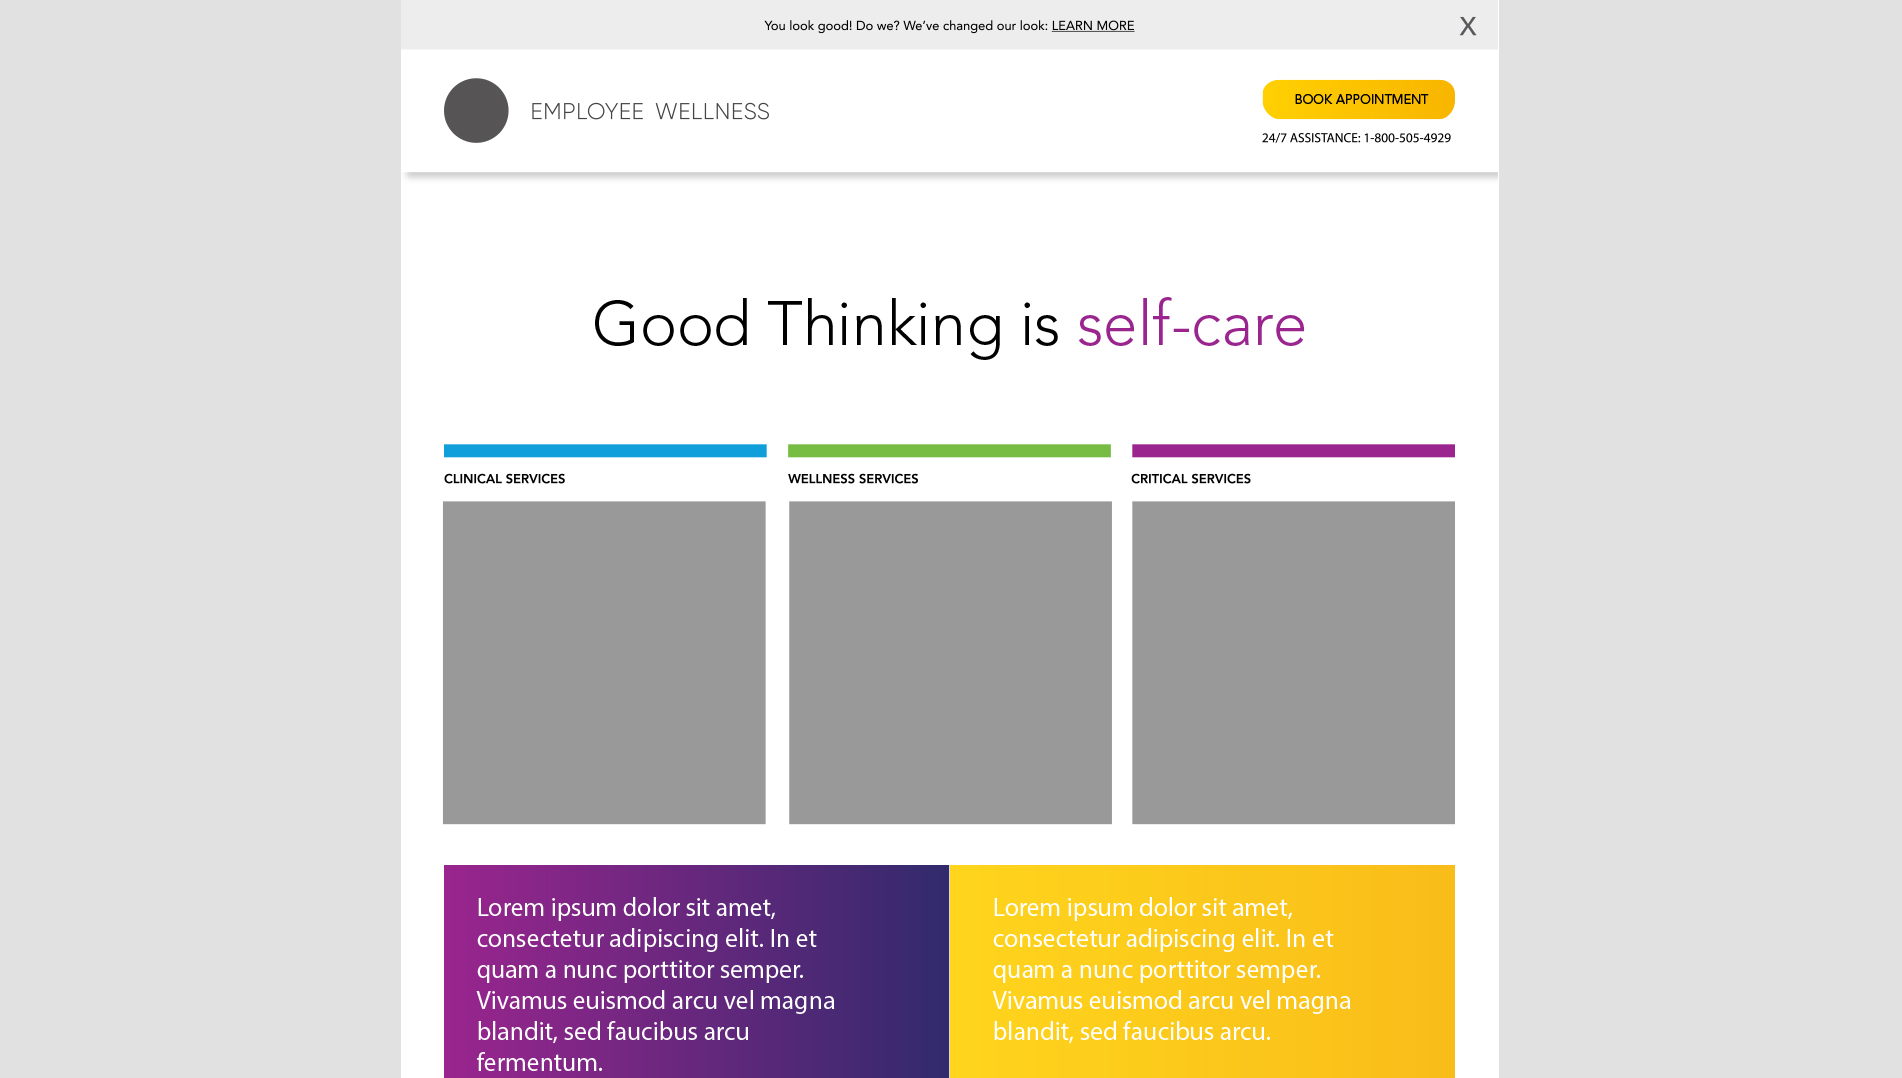 You look good! Do we? We've changed our look: LEARN MORE
X
EMPLOYEE WELLNESS
BOOK APPOINTMENT
24/7 ASSISTANCE: 1-800-505-4929
Good Thinking is self-care
CLINICAL SERVICES
WELLNESS SERVICES
CRITICAL SERVICES
Lorem ipsum dolor sit amet,
consectetur adipiscing elit. In et
quam a nunc porttitor semper.
Vivamus euismod arcu vel magna
blandit, sed faucibus arcu
fermentum.
Lorem ipsum dolor sit amet,
consectetur adipiscing elit. In et
quam a nunc porttitor semper.
Vivamus euismod arcu vel magna
blandit, sed faucibus arcu.